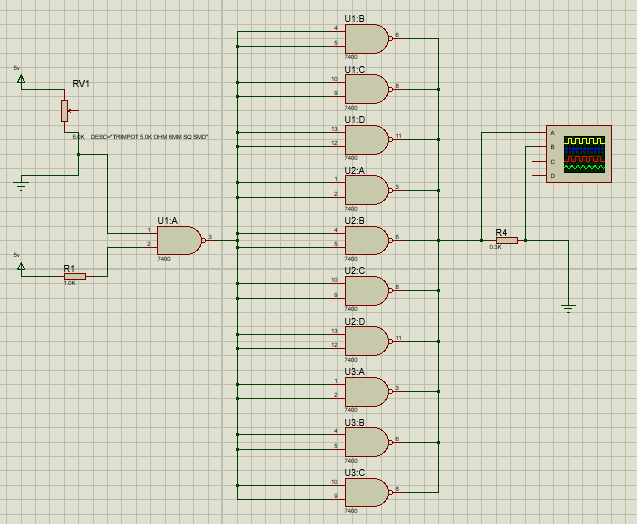 U1:B
4
5
6
7400
5v
RV1
5.0K DESC="TRIMPOT 5.0K OHM 6MM SQ SMD"
U1:C
10
9
8
7400
U1:D
13
12
11
7400
A
B
C
D
U2:A
1
2
3
7400
U1:A
1
2
3
7400
U2:B
4
5
6
7400
R4
0.3K
5v
R1
1.0K
U2:C
10
9
8
7400
U2:D
13
12
11
7400
U3:A
1
2
3
7400
U3:B
4
5
6
7400
U3:C
10
9
8
7400